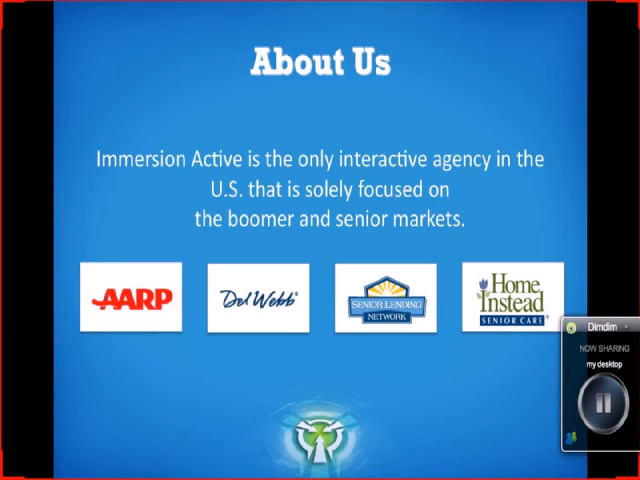 About Us
Immersion Active is the only interactive agency in the
U.S. that is solely focused on
the boomer and senior markets.
AARP
Del Webb®
SENIOR LENDING
NETWORK
Home
Instead
SENIOR CARE®
Dimdim
NOW SHARING
my desktop